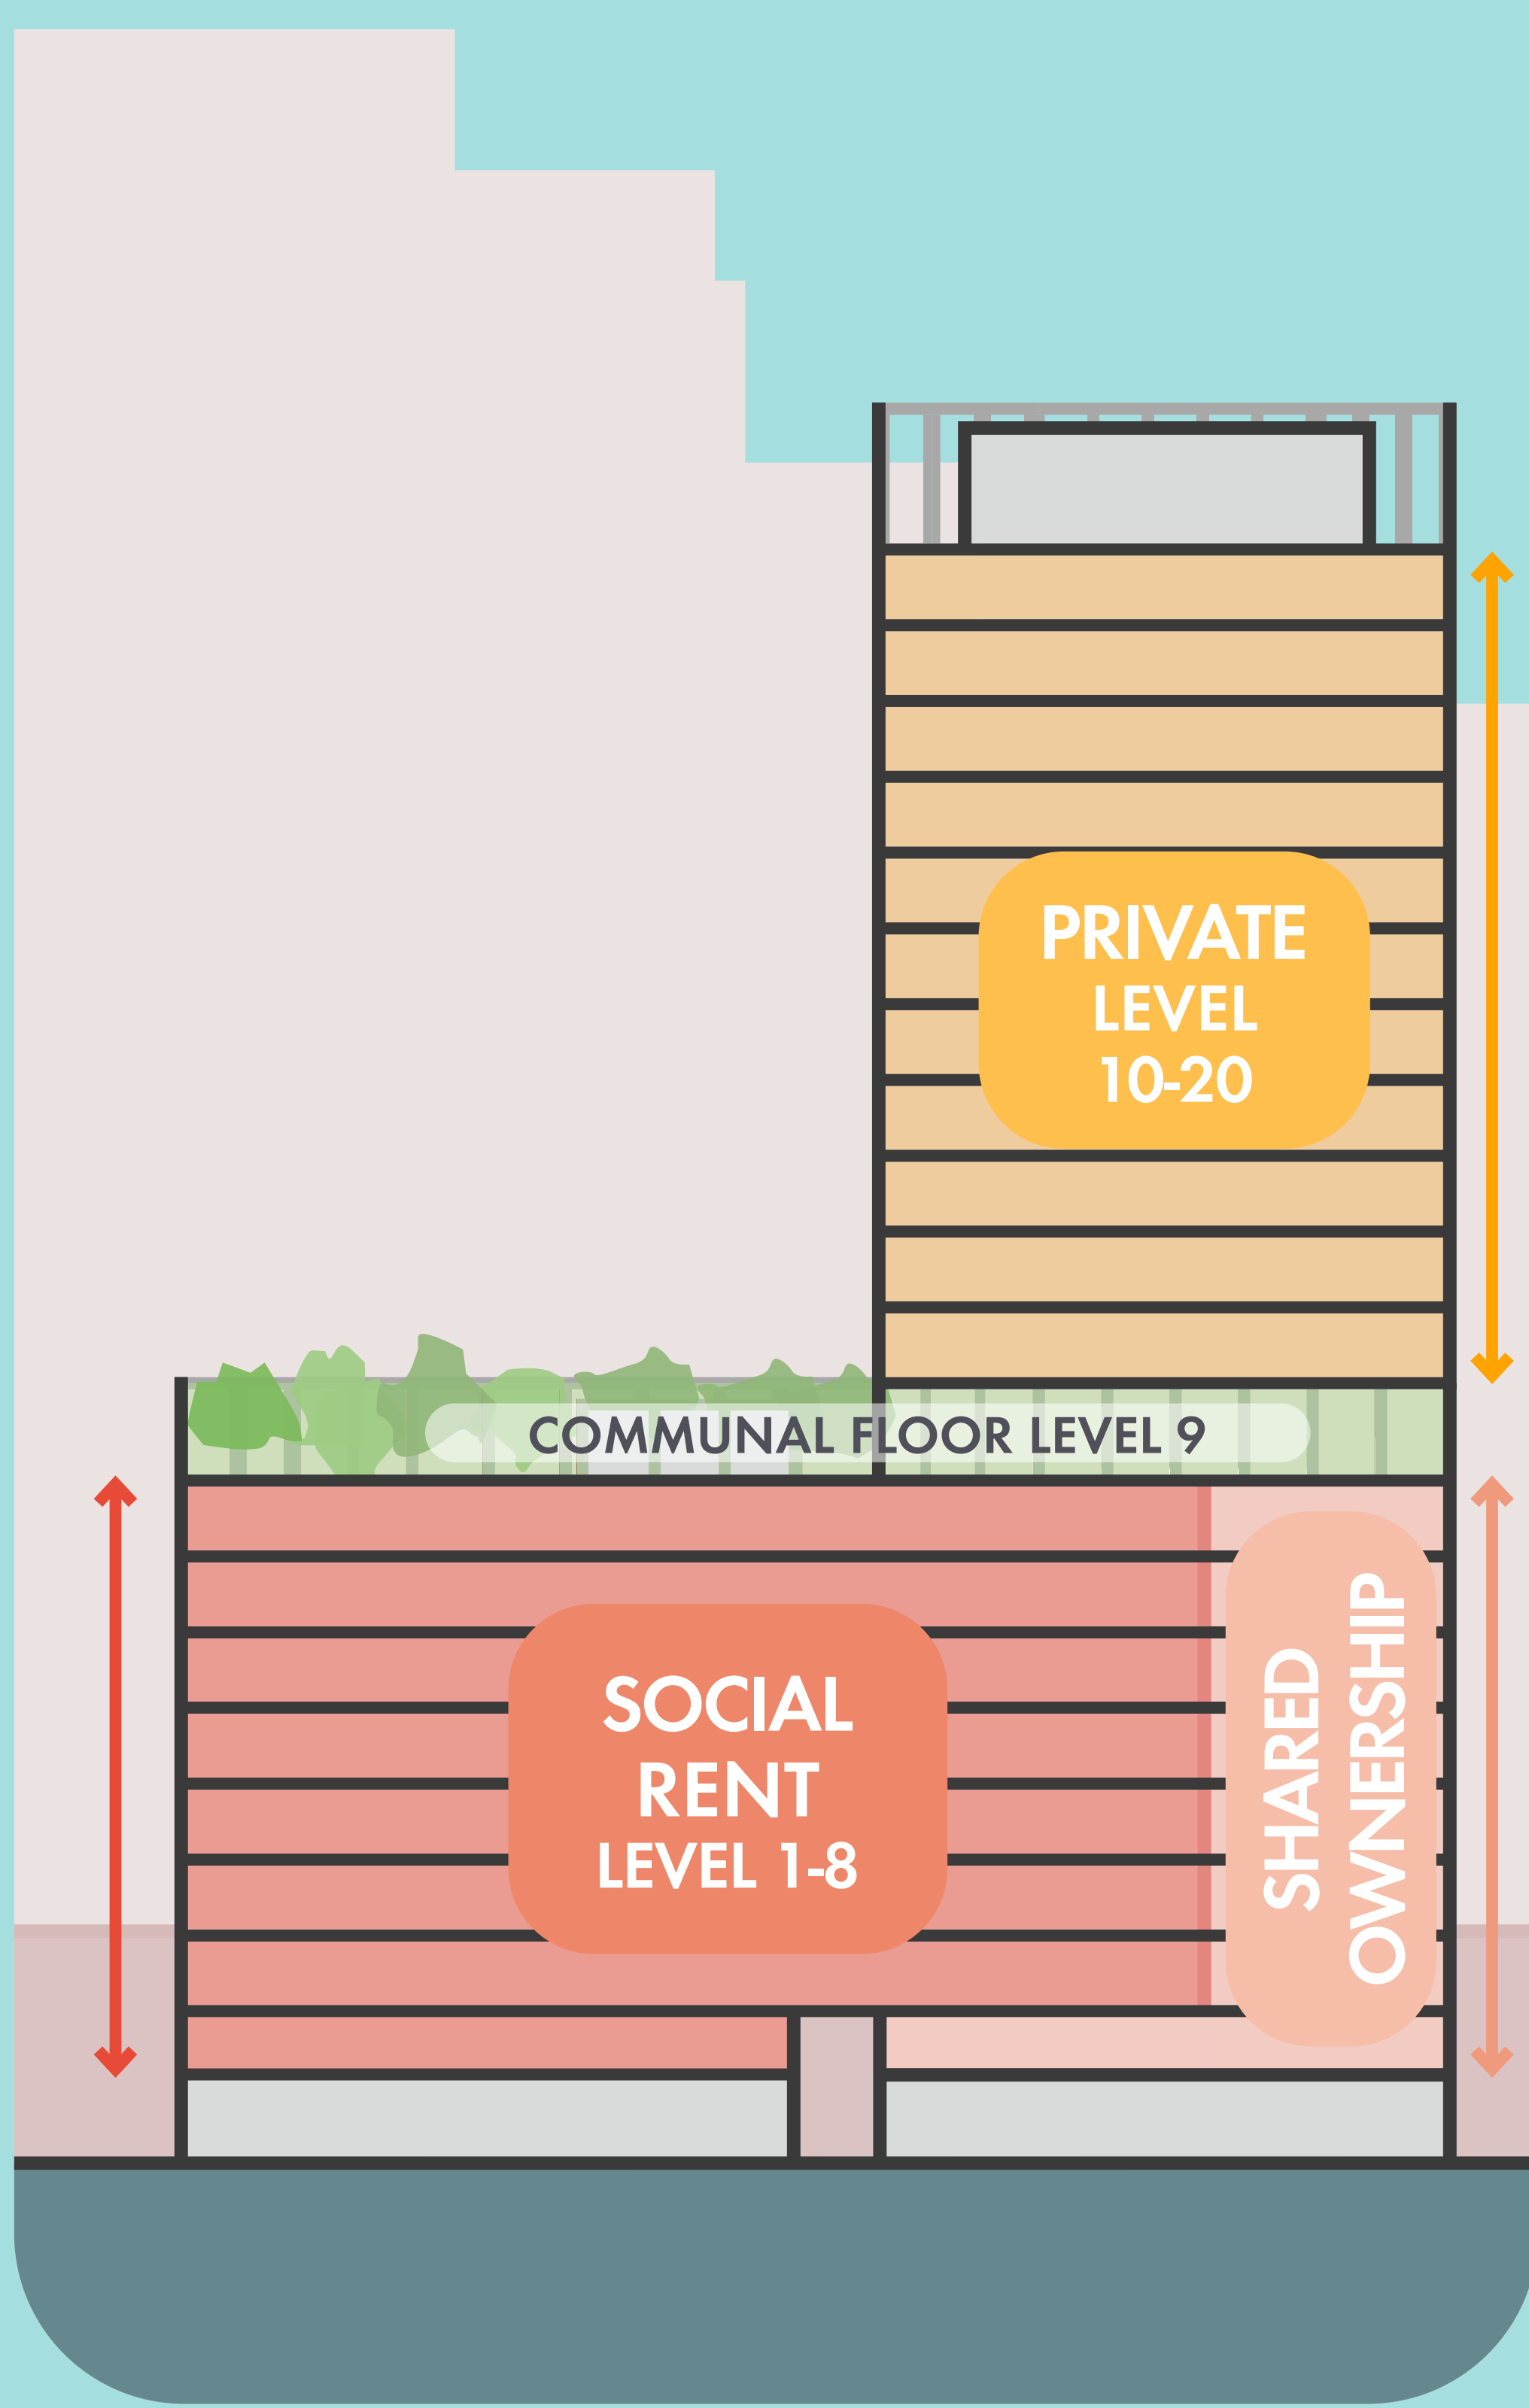 PRIVATE
LEVEL
10-20
COMMUNAL FLOOR LEVEL 9
SOCIAL
RENT
LEVEL 1-8
SHARED
OWNERSHIP